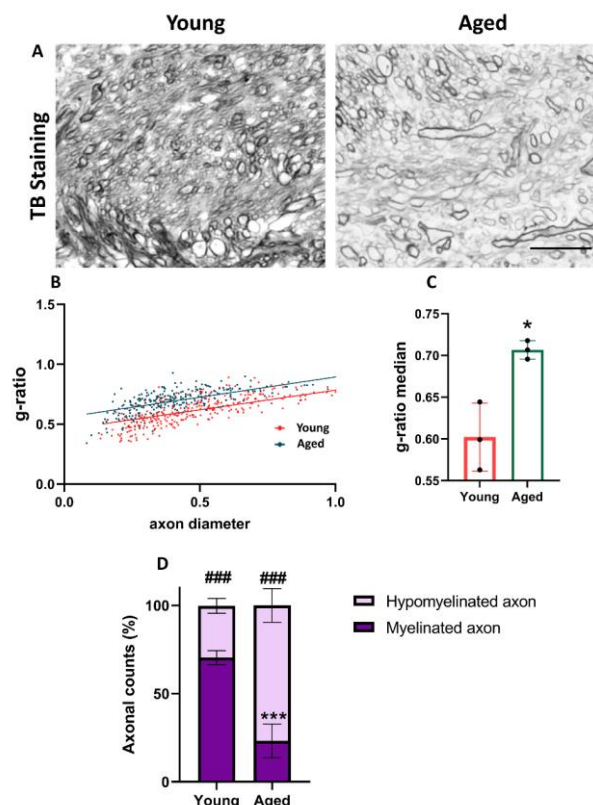 Young Aged
A
TB Staining
B
C
1.5
1.0
0.5
0.0
g-ratio
0.0 0.5 1.0
axon diameter
Young
Aged
0.75
0.70
0.65
0.60
0.55
g-ratio median
*
Young Aged
D
### ###
100
50
0
Axonal counts (%)
***
Young Aged
Hypomyelinated axon
Myelinated axon